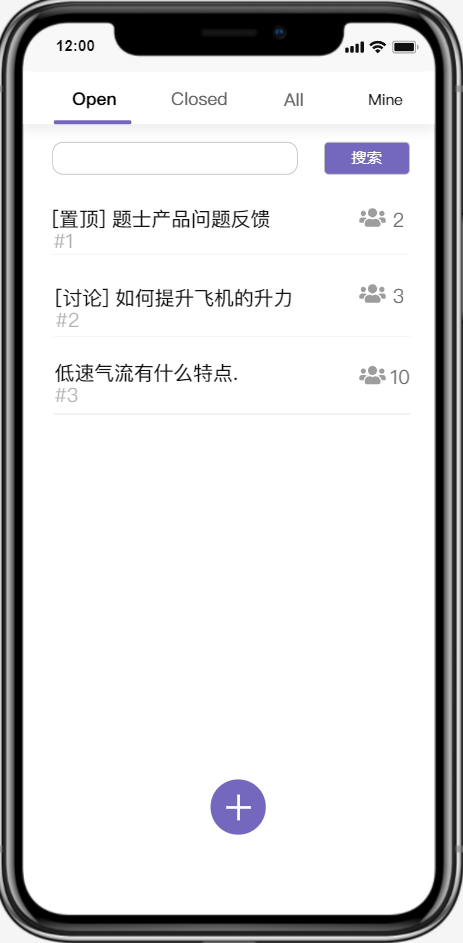 12:00
Open Closed All Mine
搜索
[置顶] 题士产品问题反馈 2
#1
[讨论] 如何提升飞机的升力 3
#2
低速气流有什么特点. 10
#3